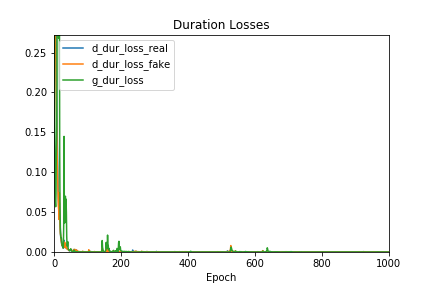 Duration Losses
d_dur_loss_real
d_dur_loss_fake
g_dur_loss
0.25
0.20
0.15
0.10
0.05
0.00
0 200 400 600 800 1000
Epoch